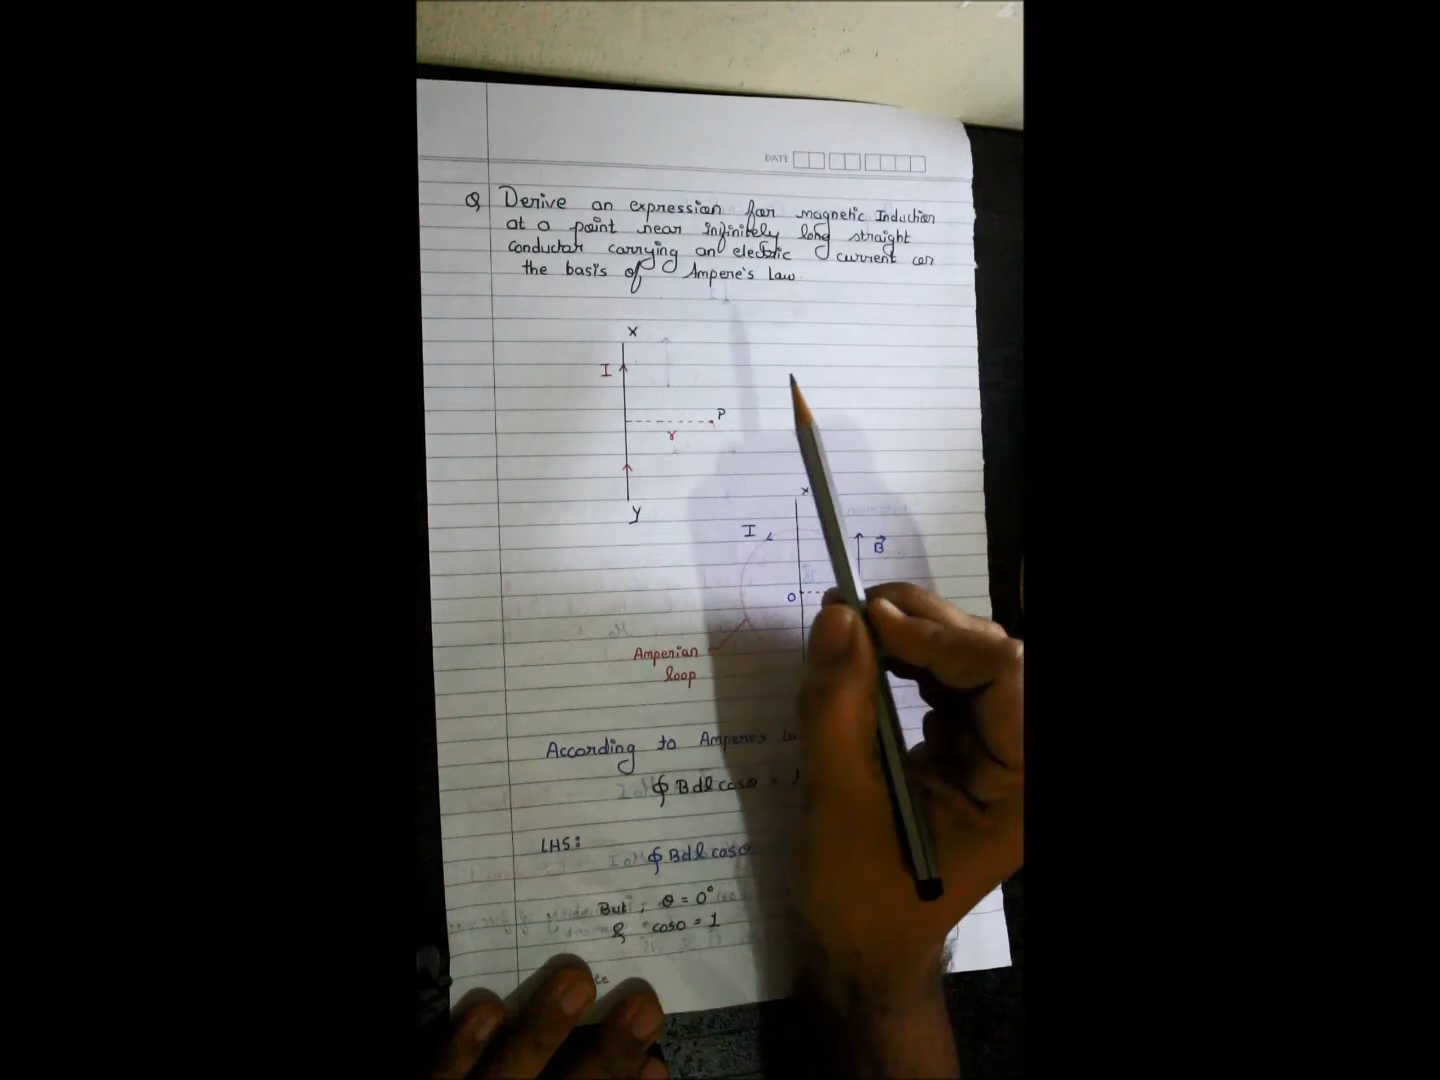 DATE
Q Derive an expression for magnetic Induction
at a point near infinitely long straight
conductor carrying an electric current on
the basis of Ampere's Law.
X
I
P
r
Y
X
I
B⃗
O
Amperian
loop
According to Amperes
∮ Bdl cosθ =
LHS:
∮ Bdl cosθ
But, θ = 0°
& cos0 = 1